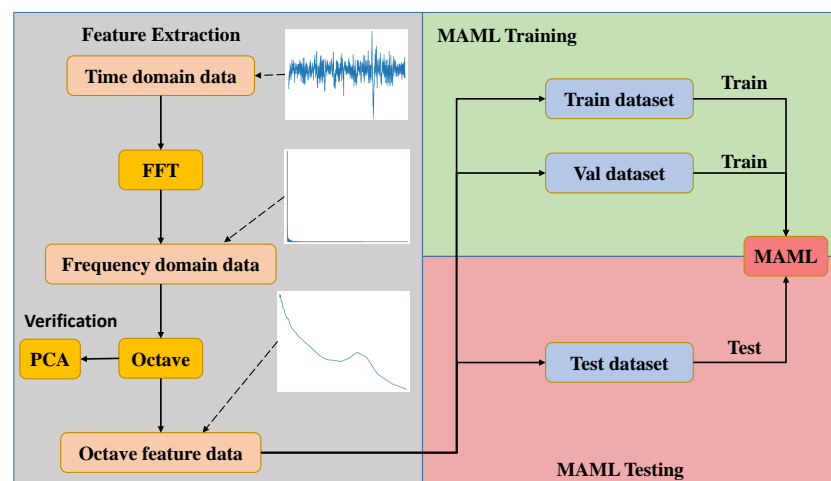 Feature Extraction
Time domain data
FFT
Frequency domain data
Verification
PCA
Octave
Octave feature data
MAML Training
Train dataset
Train
Val dataset
Train
MAML
Test dataset
Test
MAML Testing